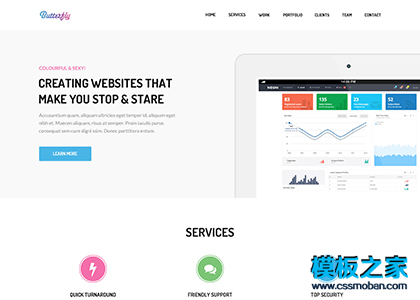 Butterfly
HOME SERVICES WORK PORTFOLIO CLIENTS TEAM CONTACT
COLOURFUL & SEXY!
CREATING WEBSITES THAT
MAKE YOU STOP & STARE
Accusantium quam, aliquam ultricies eget tempor id, aliquam eget
nibh et. Maecen aliquam, risus at semper. Proin iaculis purus
consequat sem cure digni ssim. Donec porttitora entum.
LEARN MORE
NEON
83
135
23
52
SERVICES
QUICK TURNAROUND FRIENDLY SUPPORT TOP SECURITY
模板之家
www.cssmoban.com